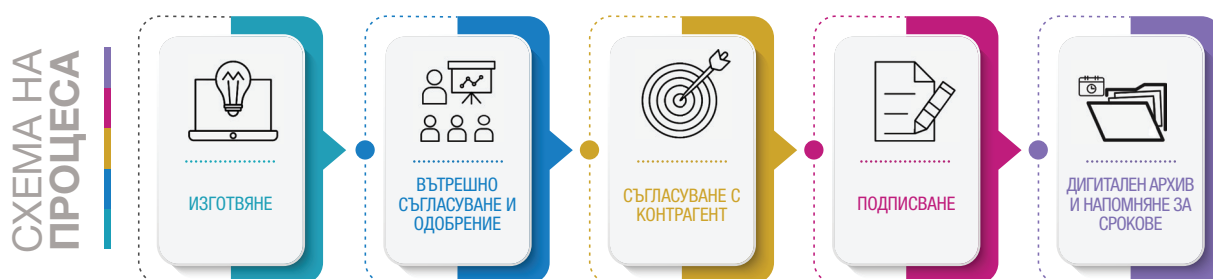 СХЕМА НА
ПРОЦЕСА
ИЗГОТВЯНЕ
ВЪТРЕШНО
СЪГЛАСУВАНЕ И
ОДОБРЕНИЕ
СЪГЛАСУВАНЕ С
КОНТРАГЕНТ
ПОДПИСВАНЕ
ДИГИТАЛЕН АРХИВ
И НАПОМНЯНЕ ЗА
СРОКОВЕ